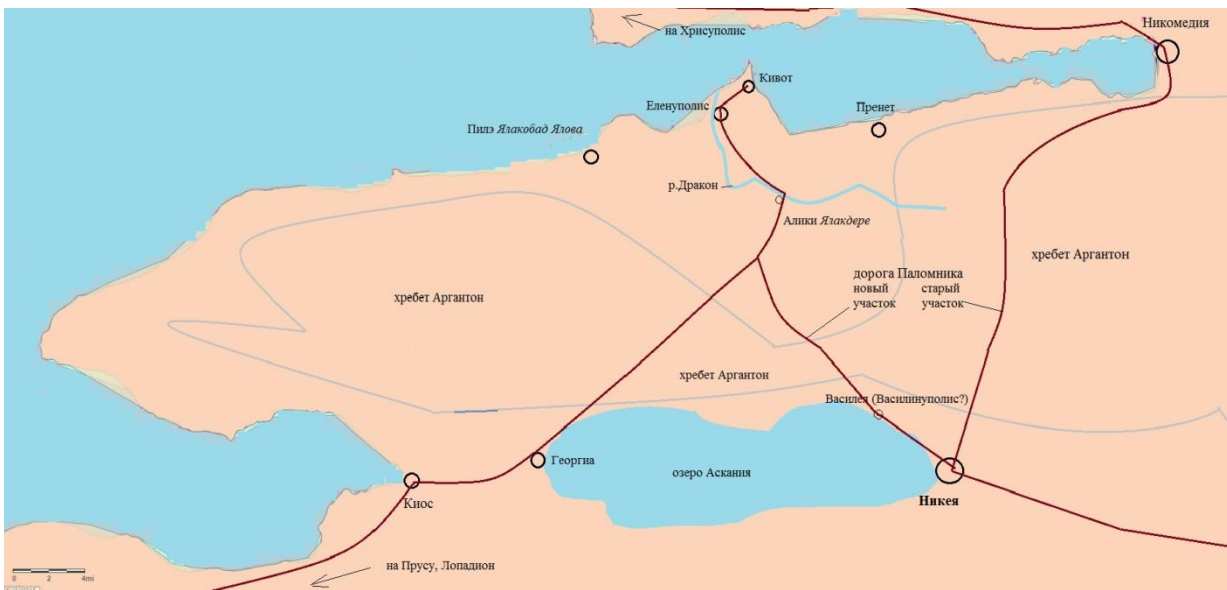 Никомедия
на Хрисуполис
Кивот
Еленуполис
Пренет
Пилэ Ялакобад Ялова
р.Дракон
Алики Ялакдере
хребет Аргантон
дорога Паломника
новый старый
участок участок
хребет Аргантон
хребет Аргантон
Василея (Василинуполис?)
Георгиа
озеро Аскания
Никея
Киос
на Прусу, Лопадион
0 2 4mi